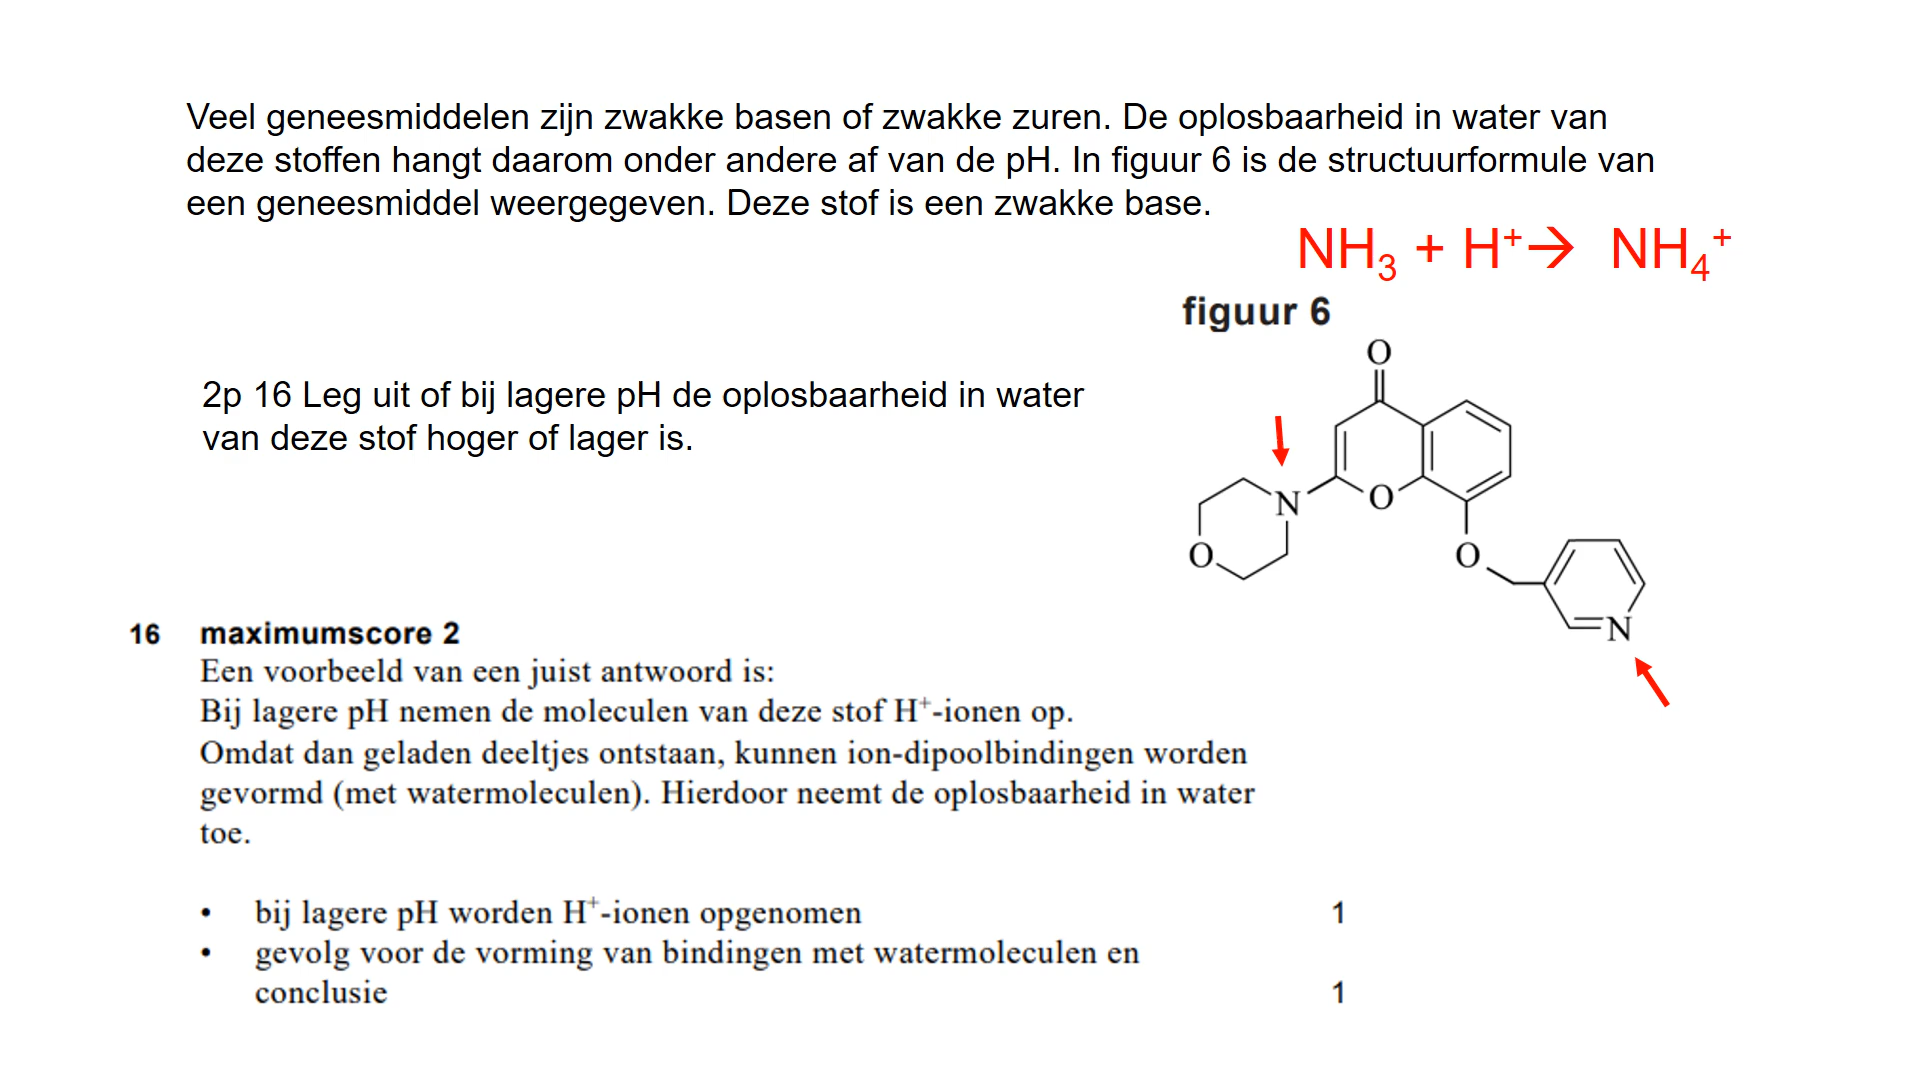 Veel geneesmiddelen zijn zwakke basen of zwakke zuren. De oplosbaarheid in water van
deze stoffen hangt daarom onder andere af van de pH. In figuur 6 is de structuurformule van
een geneesmiddel weergegeven. Deze stof is een zwakke base.
NH₃ + H⁺→ NH₄⁺
figuur 6
2p 16 Leg uit of bij lagere pH de oplosbaarheid in water
van deze stof hoger of lager is.
O
N
O
O
O
N
16 maximumscore 2
Een voorbeeld van een juist antwoord is:
Bij lagere pH nemen de moleculen van deze stof H⁺-ionen op.
Omdat dan geladen deeltjes ontstaan, kunnen ion-dipoolbindingen worden
gevormd (met watermoleculen). Hierdoor neemt de oplosbaarheid in water
toe.
• bij lagere pH worden H⁺-ionen opgenomen 1
• gevolg voor de vorming van bindingen met watermoleculen en
conclusie 1